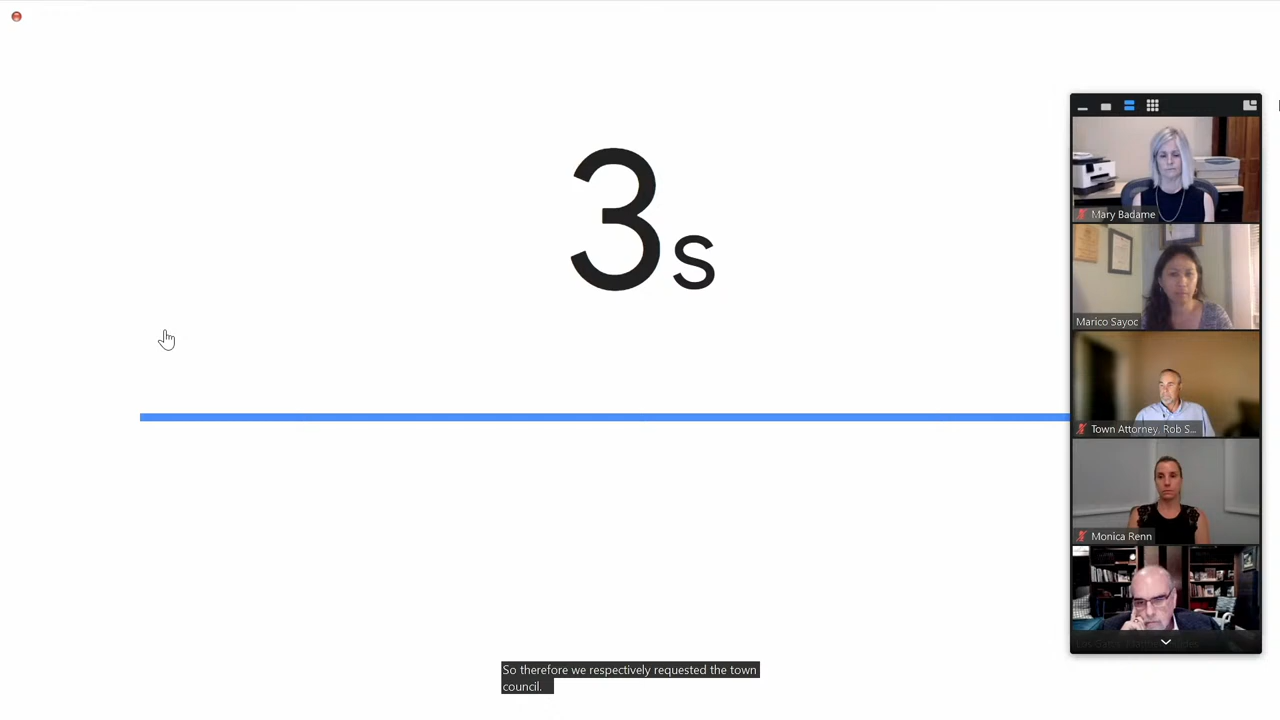 3s
Mary Badame
Marico Sayoc
Town Attorney, Rob S...
Monica Renn
So therefore we respectively requested the town
council.